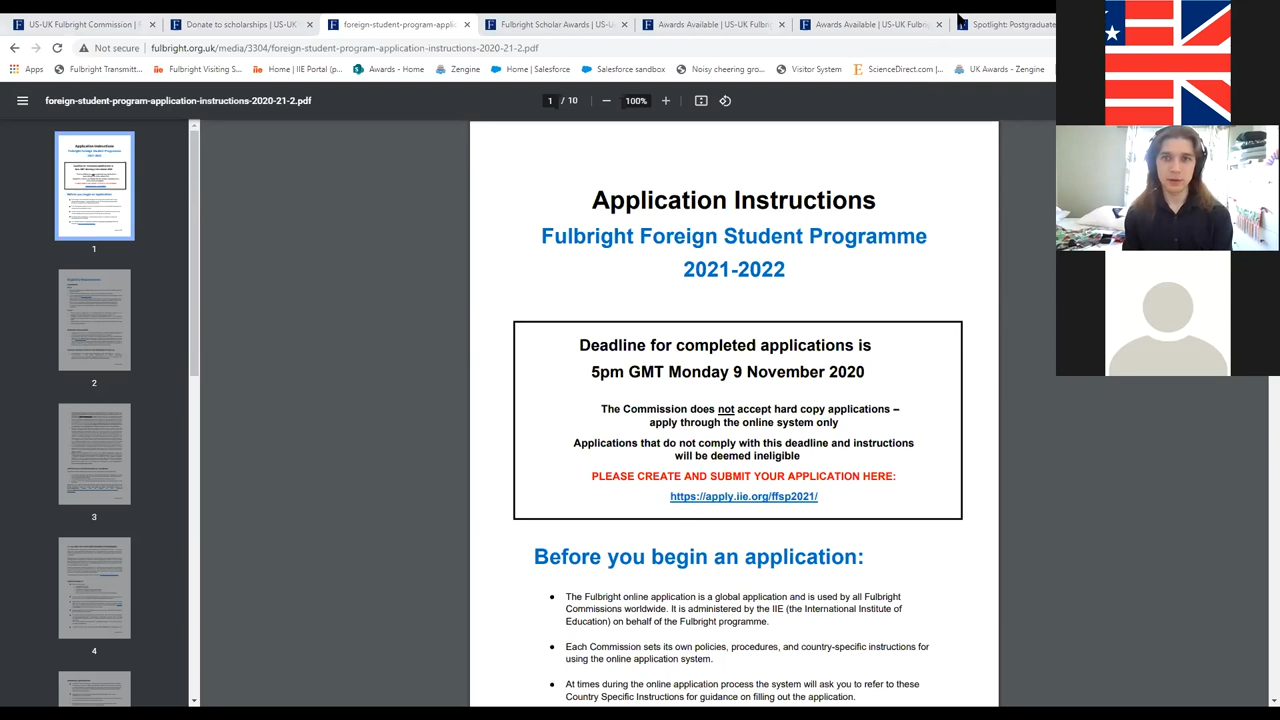 US-UK Fulbright Commission |
Donate to scholarships | US-UK
foreign-student-program-applic
Fulbright Scholar Awards | US-U
Awards Available | US-UK Fulbri
Awards Available | US-UK Fulbri
Spotlight: Postgraduate
Not secure | fulbright.org.uk/media/3304/foreign-student-program-application-instructions-2020-21-2.pdf
Apps
Fulbright Transmitt...
Fulbright Visiting S...
Home | IIE Portal (p...
Awards - Home
Zengine
Home | Salesforce
Salesforce sandbox
Noisy cheering gro...
Visitor System
ScienceDirect.com |...
UK Awards - Zengine
foreign-student-program-application-instructions-2020-21-2.pdf
1 / 10
100%
Application Instructions
Fulbright Foreign Student Programme
2021-2022
Deadline for completed applications is
5pm GMT Monday 9 November 2020
The Commission does not accept hard copy applications –
apply through the online system only
Applications that do not comply with this deadline and instructions
will be deemed ineligible
PLEASE CREATE AND SUBMIT YOUR APPLICATION HERE:
https://apply.iie.org/ffsp2021/
Before you begin an application:
● The Fulbright online application is a global application and is used by all Fulbright
Commissions worldwide. It is administered by the IIE (the International Institute of
Education) on behalf of the Fulbright programme.
● Each Commission sets its own policies, procedures, and country-specific instructions for
using the online application system.
● At times during the online application process the system will ask you to refer to these
Country Specific Instructions for guidance on filling out the application.
1
2
3
4